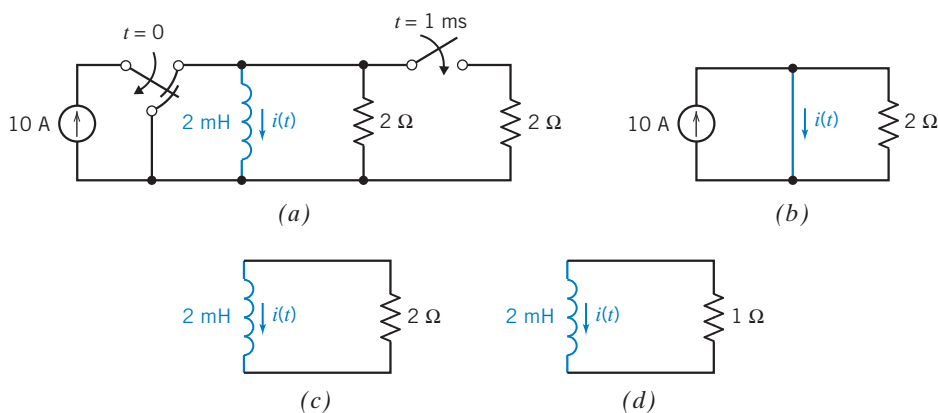 t = 0
t = 1 ms
10 A
2 mH
i(t)
2 Ω
2 Ω
(a)
10 A
i(t)
2 Ω
(b)
2 mH
i(t)
2 Ω
(c)
2 mH
i(t)
1 Ω
(d)